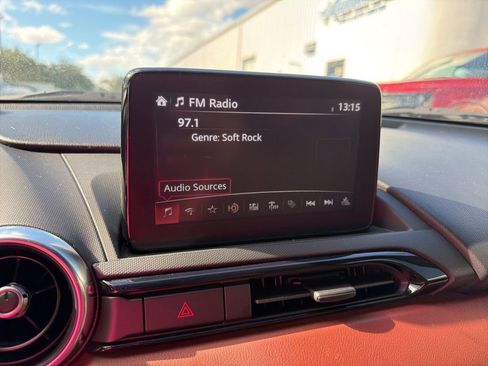 FM Radio
13:15
97.1
Genre: Soft Rock
Audio Sources